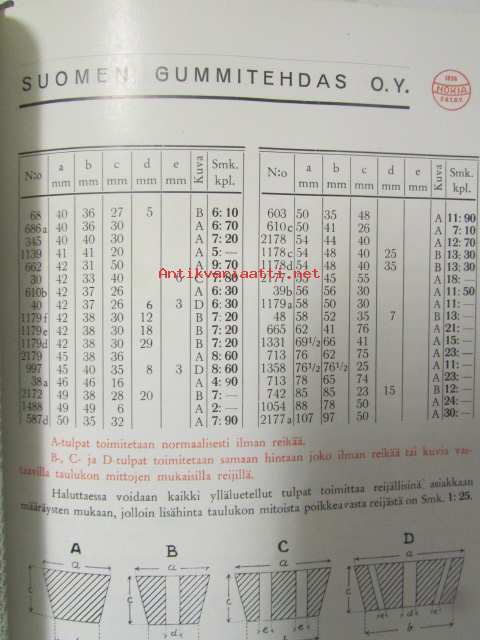 SUOMEN GUMMITEHDAS O.Y.
1898
NOKIA
N:o a mm b mm c mm d mm e mm Kuva Smk. kpl.
68 40 36 27 5 B 6: 10
686a 40 36 30 A 6: 70
345 40 40 30 A 7: 20
1139 41 41 20 A 5: —
662 42 31 50 A 9: 70
30 42 33 40 6 C 7: 80
610b 42 37 26 A 6: 30
40 42 37 26 6 3 D 6: 30
1179f 42 38 30 12 B 7: 20
1179e 42 38 30 18 B 7: 20
1179d 42 38 30 29 B 7: 20
2179 45 38 36 A 8: 60
997 45 40 35 8 3 D 8: 60
38a 46 46 16 A 4: 90
2172 49 38 28 20 B 7: —
1488 49 49 6 A 2: —
587d 50 35 32 A 7: 90
N:o a mm b mm c mm d mm e mm Kuva Smk. kpl.
603 50 35 48 A 11: 90
610c 50 41 26 A 7: 10
2178 54 44 40 A 12: 70
1178c 54 48 40 25 B 13: 30
1178d 54 48 40 35 B 13: 30
2177 55 45 55 A 18: —
39b 56 56 30 A 11: 50
1179a 58 50 30 A 11: —
48 58 52 35 7 B 13: —
665 62 41 76 A 21: —
1331 69½ 66 41 A 15: —
713 76 62 75 A 23: —
1358 76½ 76½ 25 A 11: —
713 78 65 74 A 23: —
742 85 85 23 15 B 12: —
1054 88 78 50 A 24: —
2177a 107 97 50 A 30: —
Antikvariaatti.net
A-tulpat toimitetaan normaalisesti ilman reikää.
B-, C- ja D-tulpat toimitetaan samaan hintaan joko ilman reikää tai kuvia vas-
taavilla taulukon mittojen mukaisilla reijillä.
Haluttaessa voidaan kaikki ylläluetellut tulpat toimittaa reijällisinä asiakkaan
määräysten mukaan, jolloin lisähinta taulukon mitoista poikkeavasta reijästä on Smk. 1: 25.
A B C D
a a a a
c c c c
d e e e d e
b